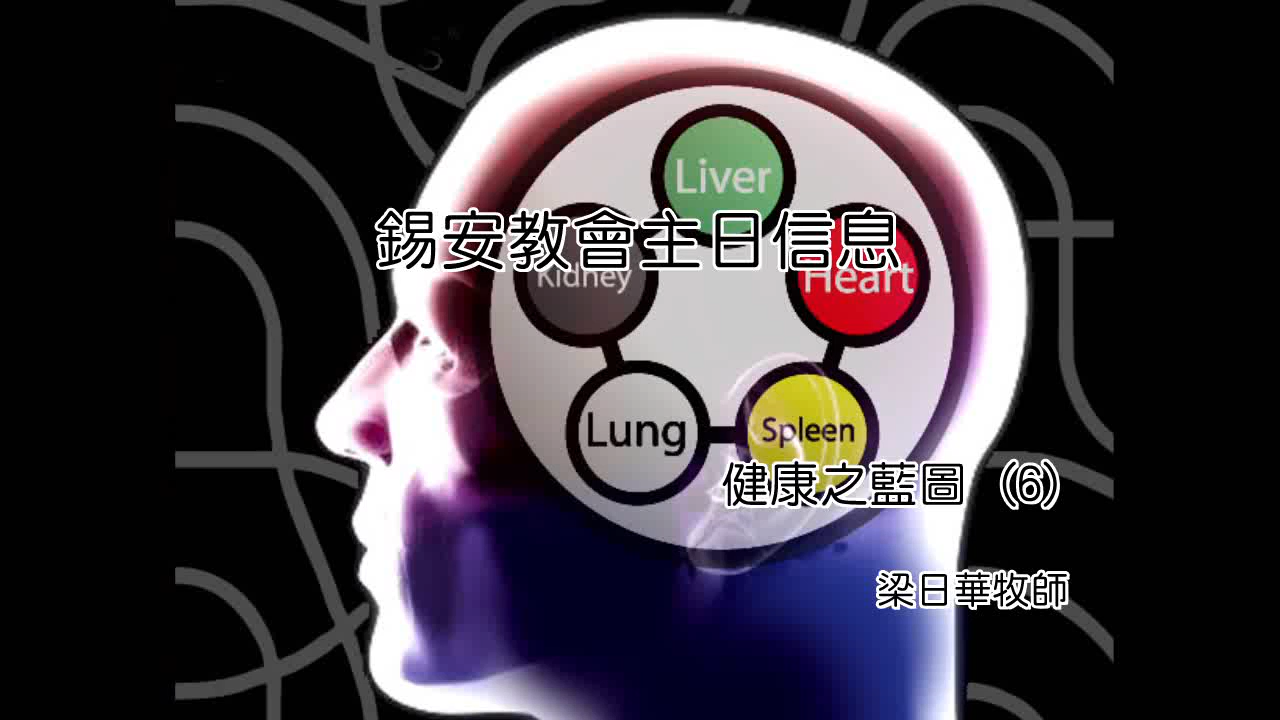 Liver
錫安教會主日信息
Kidney
Heart
Lung
Spleen
健康之藍圖 (6)
梁日華牧師